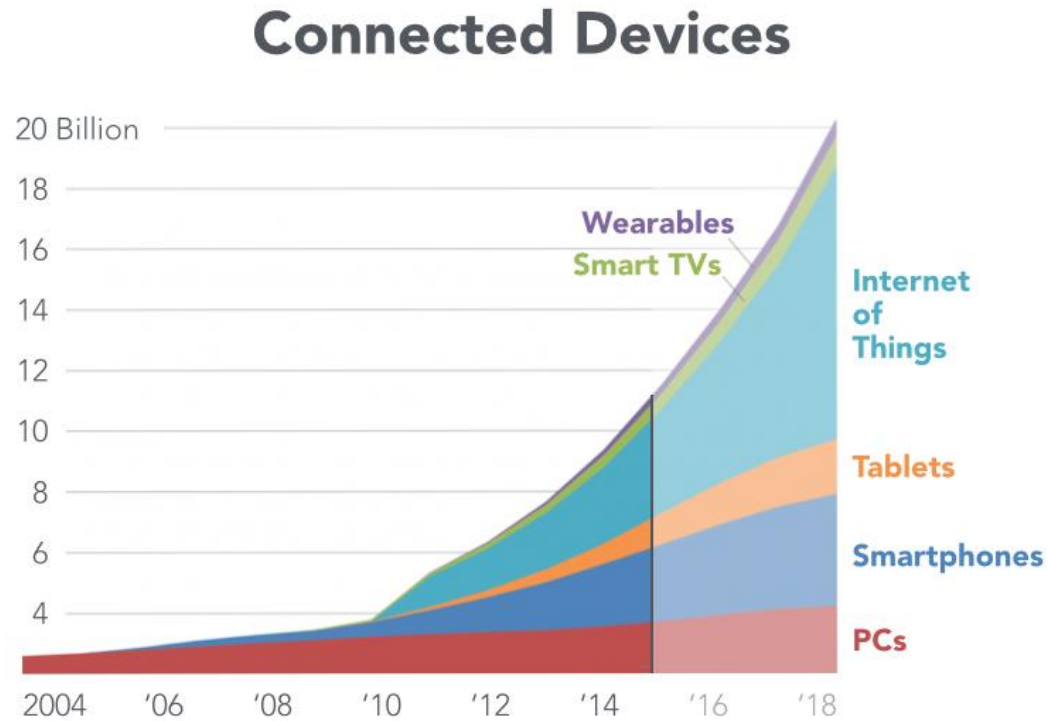 Connected Devices
20 Billion
18
16
14
12
10
8
6
4
Wearables
Smart TVs
Internet
of
Things
Tablets
Smartphones
PCs
2004 ‘06 ‘08 ‘10 ‘12 ‘14 ‘16 ‘18